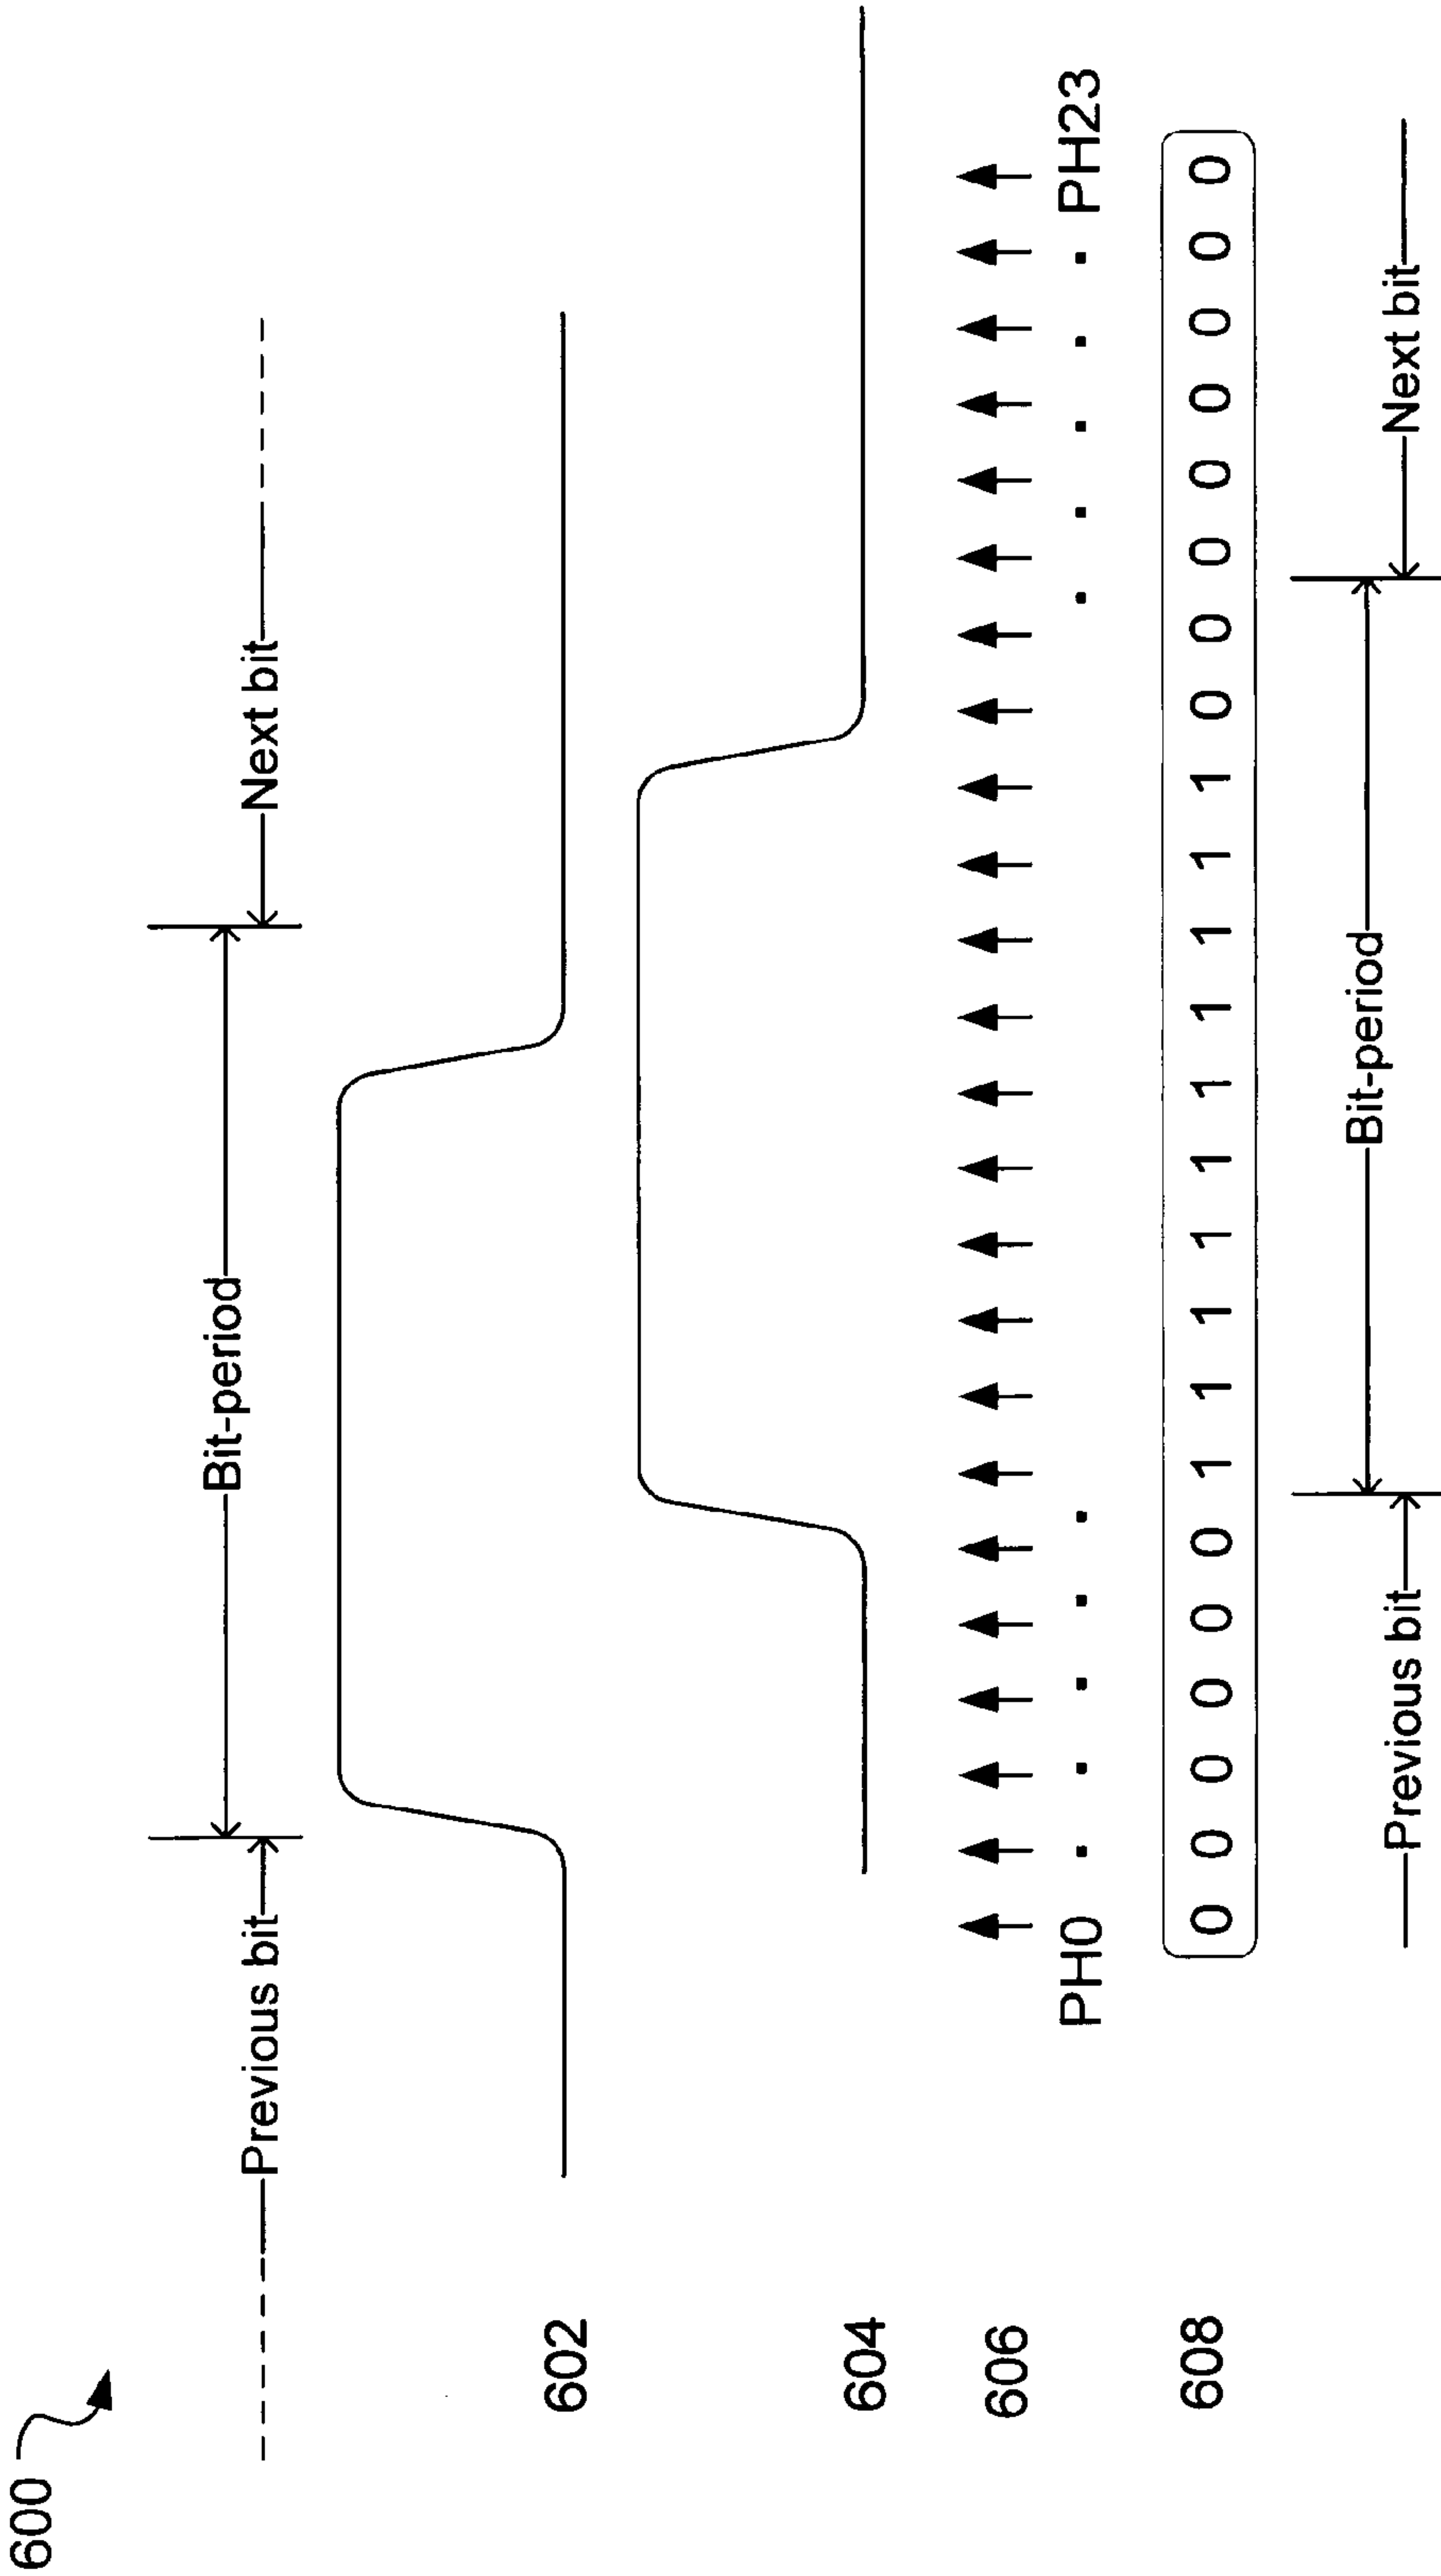 600
Bit-period
Previous bit Next bit
602
604
606
PH0 . . . . . . . . . . PH23
608 0 0 0 0 0 0 1 1 1 1 1 1 1 1 1 1 0 0 0 0 0 0 0 0
Bit-period
Previous bit Next bit